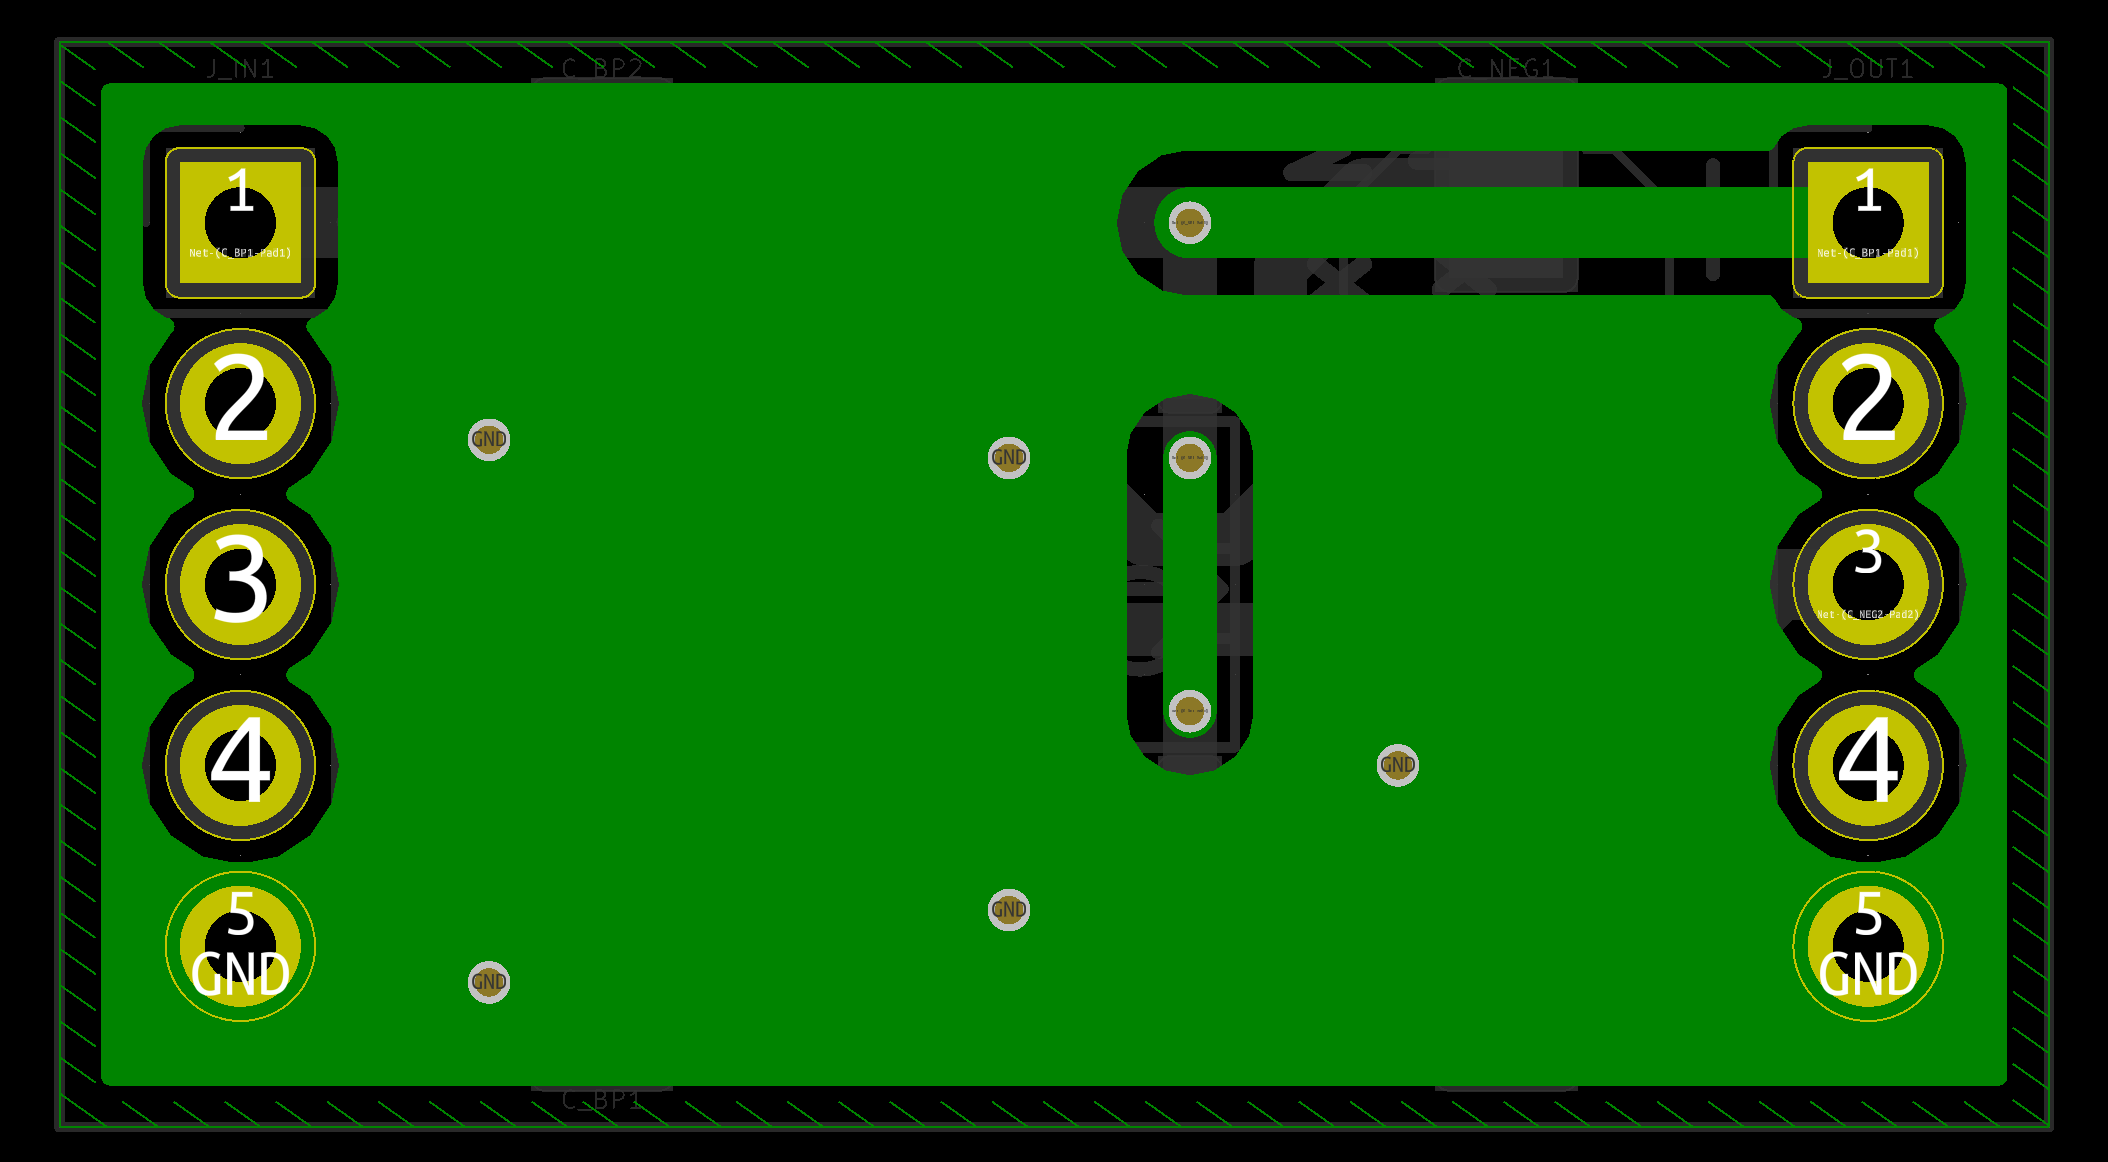 J_IN1
C_BP2
C_NEG1
J_OUT1
1
Net-(C_BP1-Pad1)
1
Net-(C_BP1-Pad1)
2
2
GND
GND
3
3
Net-(C_NEG2-Pad2)
4
GND
4
GND
5
GND
5
GND
GND
C_BP1